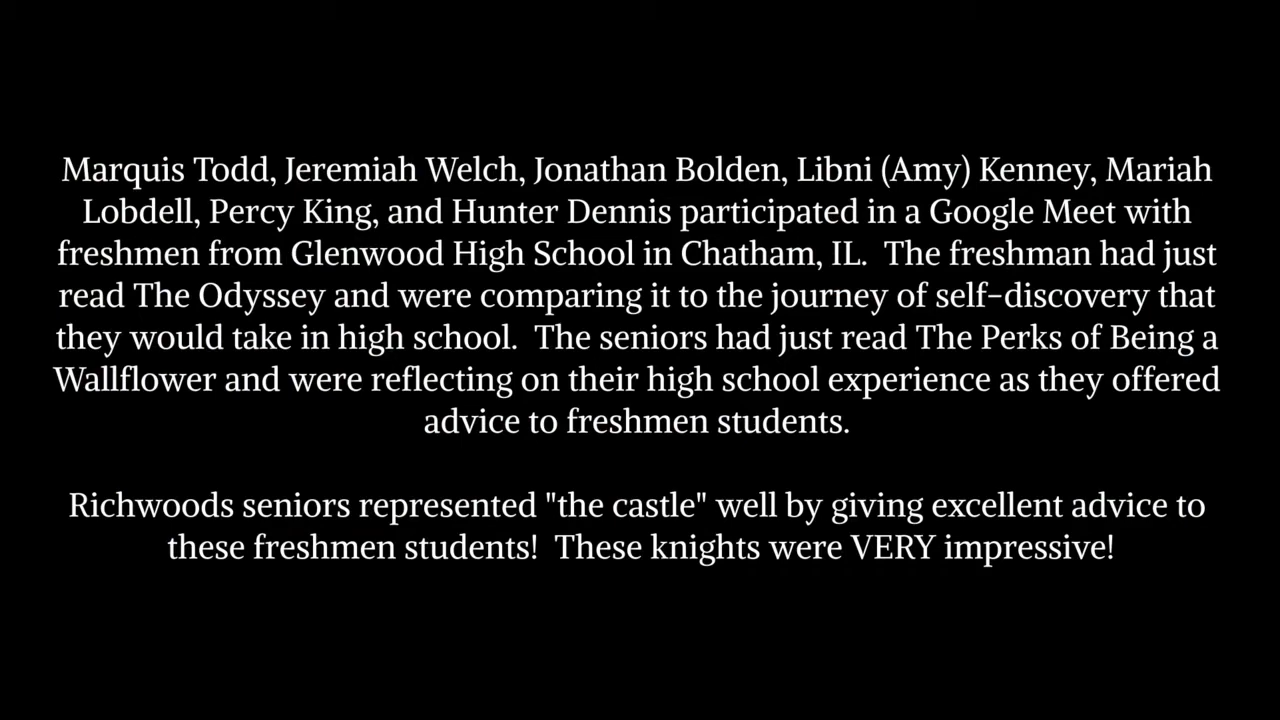 Marquis Todd, Jeremiah Welch, Jonathan Bolden, Libni (Amy) Kenney, Mariah
Lobdell, Percy King, and Hunter Dennis participated in a Google Meet with
freshmen from Glenwood High School in Chatham, IL.  The freshman had just
read The Odyssey and were comparing it to the journey of self-discovery that
they would take in high school.  The seniors had just read The Perks of Being a
Wallflower and were reflecting on their high school experience as they offered
advice to freshmen students.
Richwoods seniors represented "the castle" well by giving excellent advice to
these freshmen students!  These knights were VERY impressive!